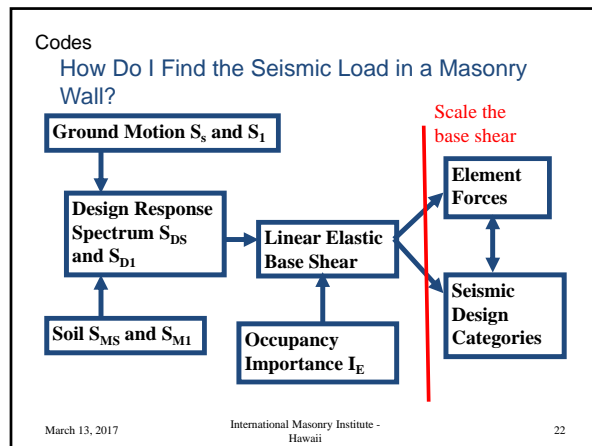 Codes
How Do I Find the Seismic Load in a Masonry
Wall?
Scale the
base shear
Ground Motion Ss and S1
Element
Forces
Design Response
Spectrum SDS
and SD1
Linear Elastic
Base Shear
Seismic
Design
Categories
Soil SMS and SM1
Occupancy
Importance IE
March 13, 2017
International Masonry Institute -
Hawaii
22